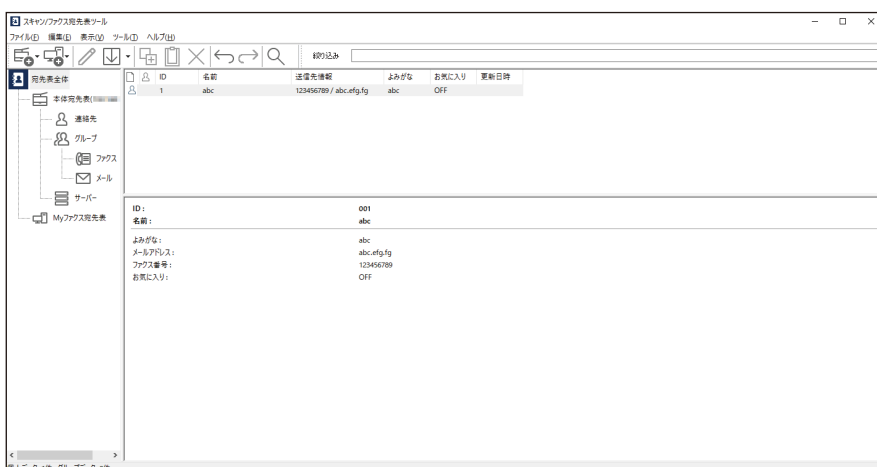 スキャン/ファクス宛先表ツール
ファイル(F) 編集(E) 表示(V) ツール(T) ヘルプ(H)
絞り込み
宛先表全体
本体宛先表(
連絡先
グループ
ファクス
メール
サーバー
Myファクス宛先表
ID 名前 送信先情報 よみがな お気に入り 更新日時
1 abc 123456789 / abc.efg.fg abc OFF
ID : 001
名前 : abc
よみがな : abc
メールアドレス : abc.efg.fg
ファクス番号 : 123456789
お気に入り : OFF